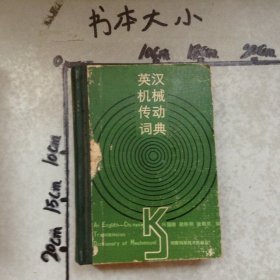 书本大小
10cm 15cm 20cm
10cm
15cm
20cm
英汉
机械
传动
词典
An English-Chinese
Transmission
Dictionary of Mechanical
KJ